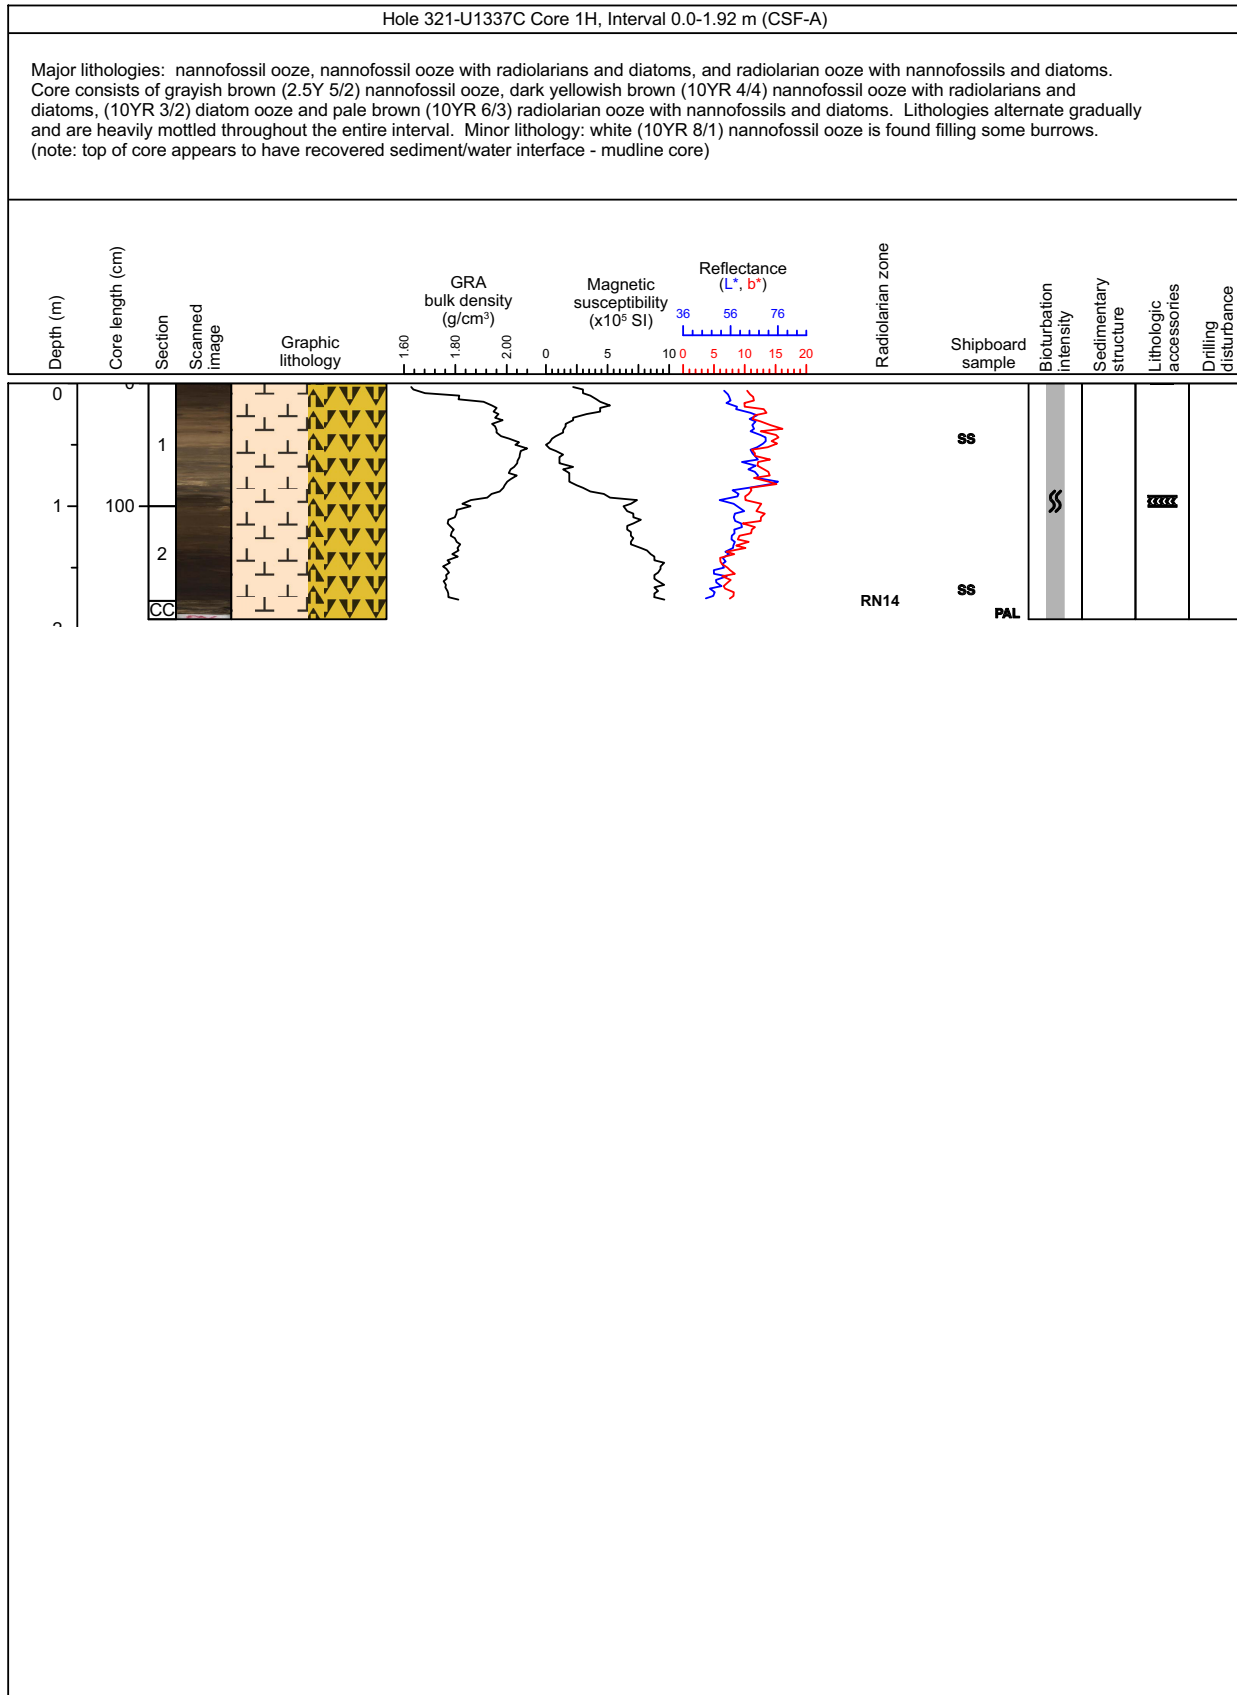 Hole 321-U1337C Core 1H, Interval 0.0-1.92 m (CSF-A)
Major lithologies: nannofossil ooze, nannofossil ooze with radiolarians and diatoms, and radiolarian ooze with nannofossils and diatoms.
Core consists of grayish brown (2.5Y 5/2) nannofossil ooze, dark yellowish brown (10YR 4/4) nannofossil ooze with radiolarians and
diatoms, (10YR 3/2) diatom ooze and pale brown (10YR 6/3) radiolarian ooze with nannofossils and diatoms. Lithologies alternate gradually
and are heavily mottled throughout the entire interval. Minor lithology: white (10YR 8/1) nannofossil ooze is found filling some burrows.
(note: top of core appears to have recovered sediment/water interface - mudline core)
Depth (m)
Core length (cm)
Section
Scanned
image
Graphic
lithology
GRA
bulk density
(g/cm³)
1.60 1.80 2.00
Magnetic
susceptibility
(x10⁵ SI)
0 5 10
Reflectance
(L*, b*)
36 56 76
0 5 10 15 20
Radiolarian zone
Shipboard
sample
Bioturbation
intensity
Sedimentary
structure
Lithologic
accessories
Drilling
disturbance
0 0
1 SS
1 100
2
SS
CC RN14
PAL
2